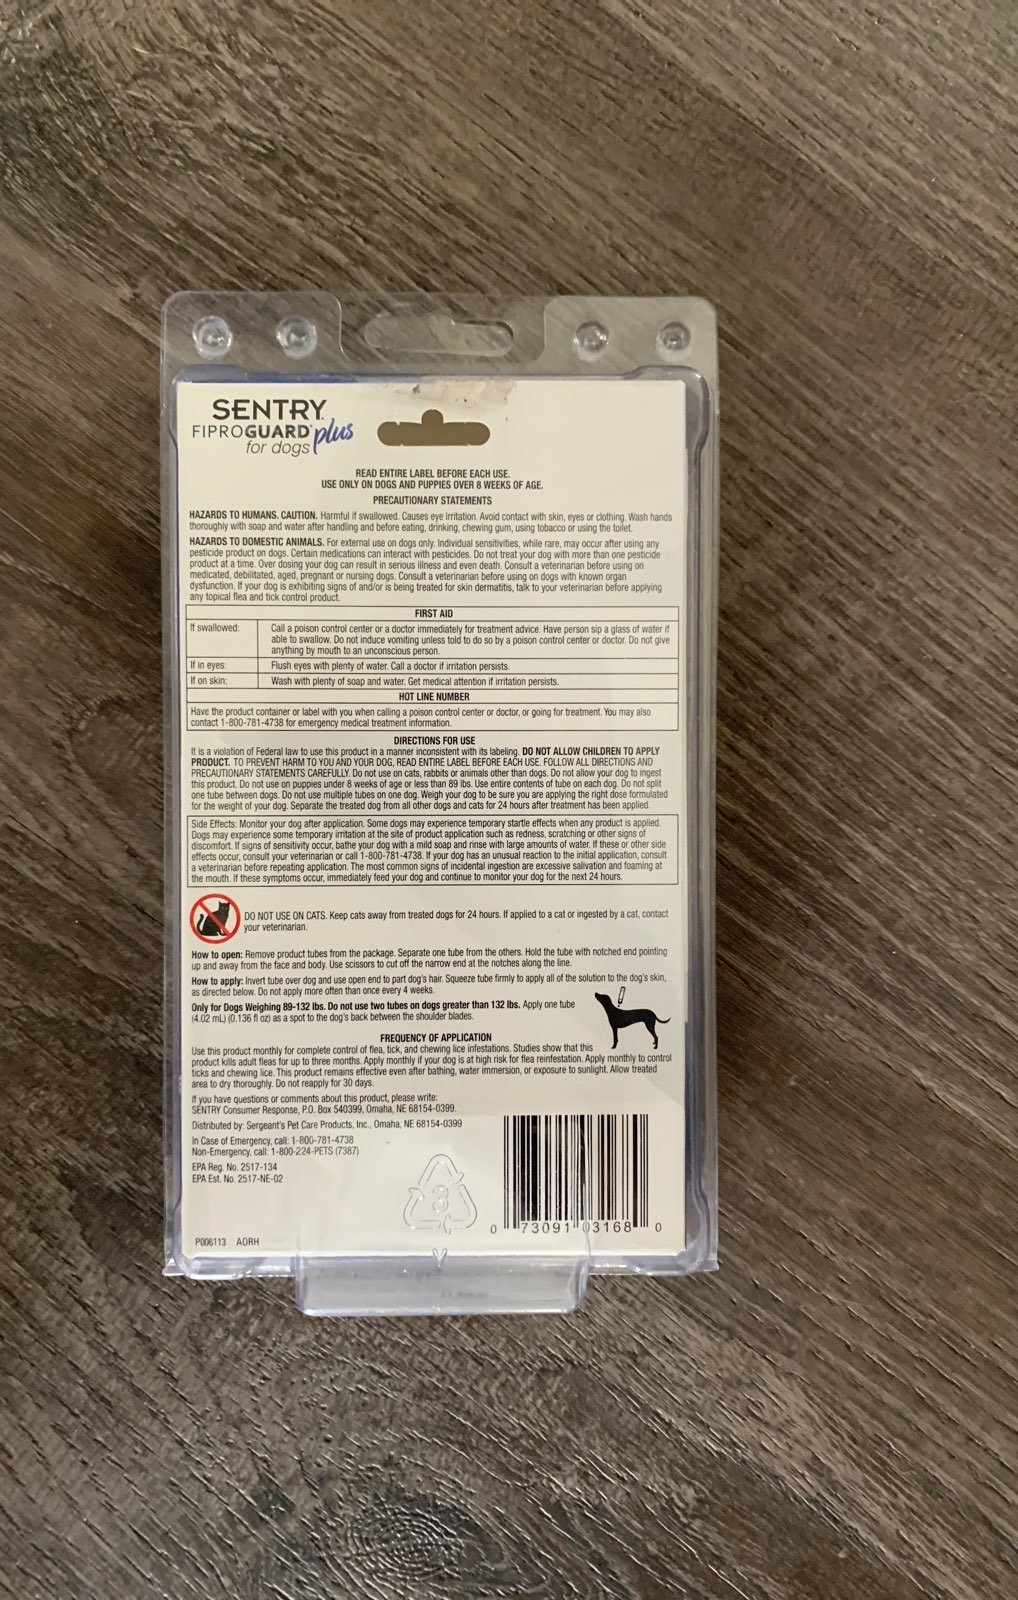 SENTRY
FIPROGUARD plus
for dogs
READ ENTIRE LABEL BEFORE EACH USE.
USE ONLY ON DOGS AND PUPPIES OVER 8 WEEKS OF AGE.
PRECAUTIONARY STATEMENTS
HAZARDS TO HUMANS. CAUTION. Harmful if swallowed. Causes eye irritation. Avoid contact with skin, eyes or clothing. Wash hands
thoroughly with soap and water after handling and before eating, drinking, chewing gum, using tobacco or using the toilet.
HAZARDS TO DOMESTIC ANIMALS. For external use on dogs only. Individual sensitivities, while rare, may occur after using any
pesticide product on dogs. Certain medications can interact with pesticides. Do not treat your dog with more than one pesticide
product at a time. Over dosing your dog can result in serious illness and even death. Consult a veterinarian before using on
medicated, debilitated, aged, pregnant or nursing dogs. Consult a veterinarian before using on dogs with known organ
dysfunction. If your dog is exhibiting signs of and/or is being treated for skin dermatitis, talk to your veterinarian before applying
any topical flea and tick control product.
FIRST AID
If swallowed: Call a poison control center or a doctor immediately for treatment advice. Have person sip a glass of water if
able to swallow. Do not induce vomiting unless told to do so by a poison control center or doctor. Do not give
anything by mouth to an unconscious person.
If in eyes: Flush eyes with plenty of water. Call a doctor if irritation persists.
If on skin: Wash with plenty of soap and water. Get medical attention if irritation persists.
HOT LINE NUMBER
Have the product container or label with you when calling a poison control center or doctor, or going for treatment. You may also
contact 1-800-781-4738 for emergency medical treatment information.
DIRECTIONS FOR USE
It is a violation of Federal law to use this product in a manner inconsistent with its labeling. DO NOT ALLOW CHILDREN TO APPLY
PRODUCT. TO PREVENT HARM TO YOU AND YOUR DOG, READ ENTIRE LABEL BEFORE EACH USE. FOLLOW ALL DIRECTIONS AND
PRECAUTIONARY STATEMENTS CAREFULLY. Do not use on cats, rabbits or animals other than dogs. Do not allow your dog to ingest
this product. Do not use on puppies under 8 weeks of age or less than 89 lbs. Use entire contents of tube on each dog. Do not split
one tube between dogs. Do not use multiple tubes on one dog. Weigh your dog to be sure you are applying the right dose formulated
for the weight of your dog. Separate the treated dog from all other dogs and cats for 24 hours after treatment has been applied.
Side Effects: Monitor your dog after application. Some dogs may experience temporary startle effects when any product is applied.
Dogs may experience some temporary irritation at the site of product application such as redness, scratching or other signs of
discomfort. If signs of sensitivity occur, bathe your dog with a mild soap and rinse with large amounts of water. If these or other side
effects occur, consult your veterinarian or call 1-800-781-4738. If your dog has an unusual reaction to the initial application, consult
a veterinarian before repeating application. The most common signs of incidental ingestion are excessive salivation and foaming at
the mouth. If these symptoms occur, immediately feed your dog and continue to monitor your dog for the next 24 hours.
DO NOT USE ON CATS. Keep cats away from treated dogs for 24 hours. If applied to a cat or ingested by a cat, contact
your veterinarian.
How to open: Remove product tubes from the package. Separate one tube from the others. Hold the tube with notched end pointing
up and away from the face and body. Use scissors to cut off the narrow end at the notches along the line.
How to apply: Invert tube over dog and use open end to part dog's hair. Squeeze tube firmly to apply all of the solution to the dog's skin,
as directed below. Do not apply more often than once every 4 weeks.
Only for Dogs Weighing 89-132 lbs. Do not use two tubes on dogs greater than 132 lbs. Apply one tube
(4.02 mL) (0.136 fl oz) as a spot to the dog's back between the shoulder blades.
FREQUENCY OF APPLICATION
Use this product monthly for complete control of flea, tick, and chewing lice infestations. Studies show that this
product kills adult fleas for up to three months. Apply monthly if your dog is at high risk for flea reinfestation. Apply monthly to control
ticks and chewing lice. This product remains effective even after bathing, water immersion, or exposure to sunlight. Allow treated
area to dry thoroughly. Do not reapply for 30 days.
If you have questions or comments about this product, please write:
SENTRY Consumer Response, P.O. Box 540399, Omaha, NE 68154-0399.
Distributed by: Sergeant's Pet Care Products, Inc., Omaha, NE 68154-0399
In Case of Emergency, call: 1-800-781-4738
Non-Emergency, call: 1-800-224-PETS (7387)
EPA Reg. No. 2517-134
EPA Est. No. 2517-NE-02
3
V
0 73091 03168 0
P006113 AORH